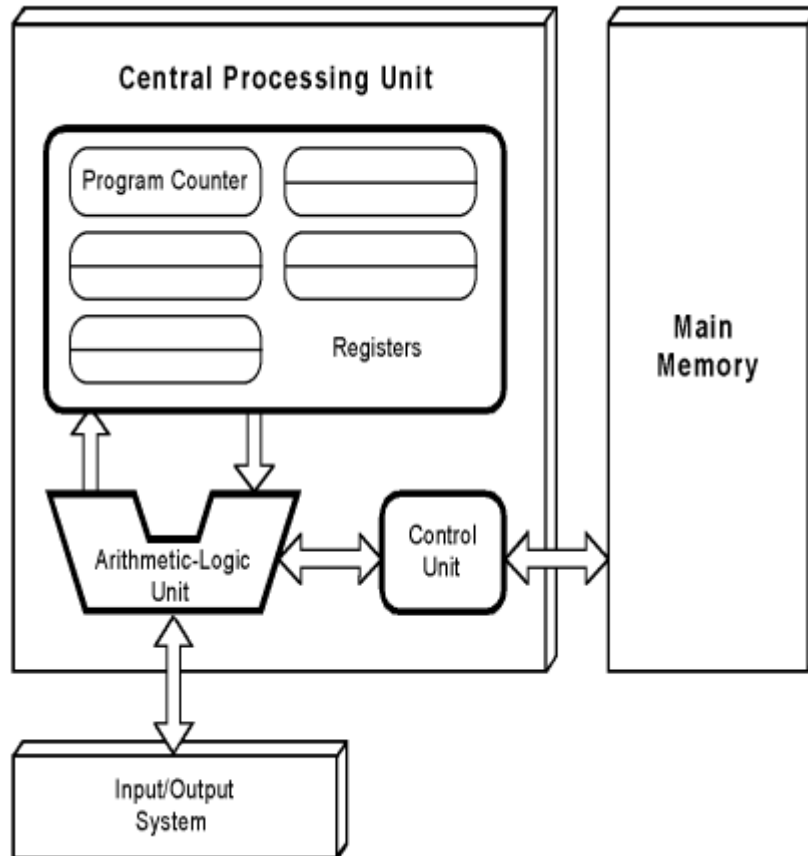 Central Processing Unit
Program Counter
Registers
Main
Memory
Arithmetic-Logic
Unit
Control
Unit
Input/Output
System